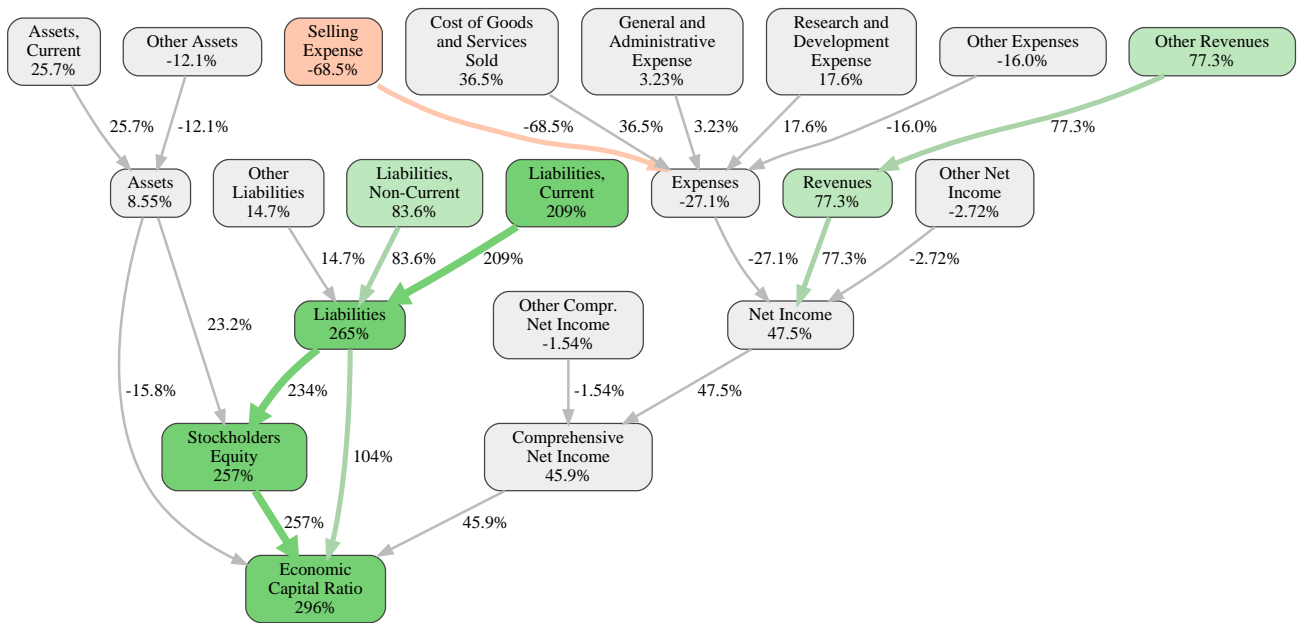 Assets,
Current
25.7%
Other Assets
-12.1%
Selling
Expense
-68.5%
Cost of Goods
and Services
Sold
36.5%
General and
Administrative
Expense
3.23%
Research and
Development
Expense
17.6%
Other Expenses
-16.0%
Other Revenues
77.3%
25.7%
-12.1%
-68.5%
36.5%
3.23%
17.6%
-16.0%
77.3%
Assets
8.55%
Other
Liabilities
14.7%
Liabilities,
Non-Current
83.6%
Liabilities,
Current
209%
Expenses
-27.1%
Revenues
77.3%
Other Net
Income
-2.72%
14.7%
83.6%
209%
-27.1%
77.3%
-2.72%
Liabilities
265%
Other Compr.
Net Income
-1.54%
Net Income
47.5%
23.2%
-15.8%
234%
-1.54%
47.5%
Stockholders
Equity
257%
104%
Comprehensive
Net Income
45.9%
257%
45.9%
Economic
Capital Ratio
296%